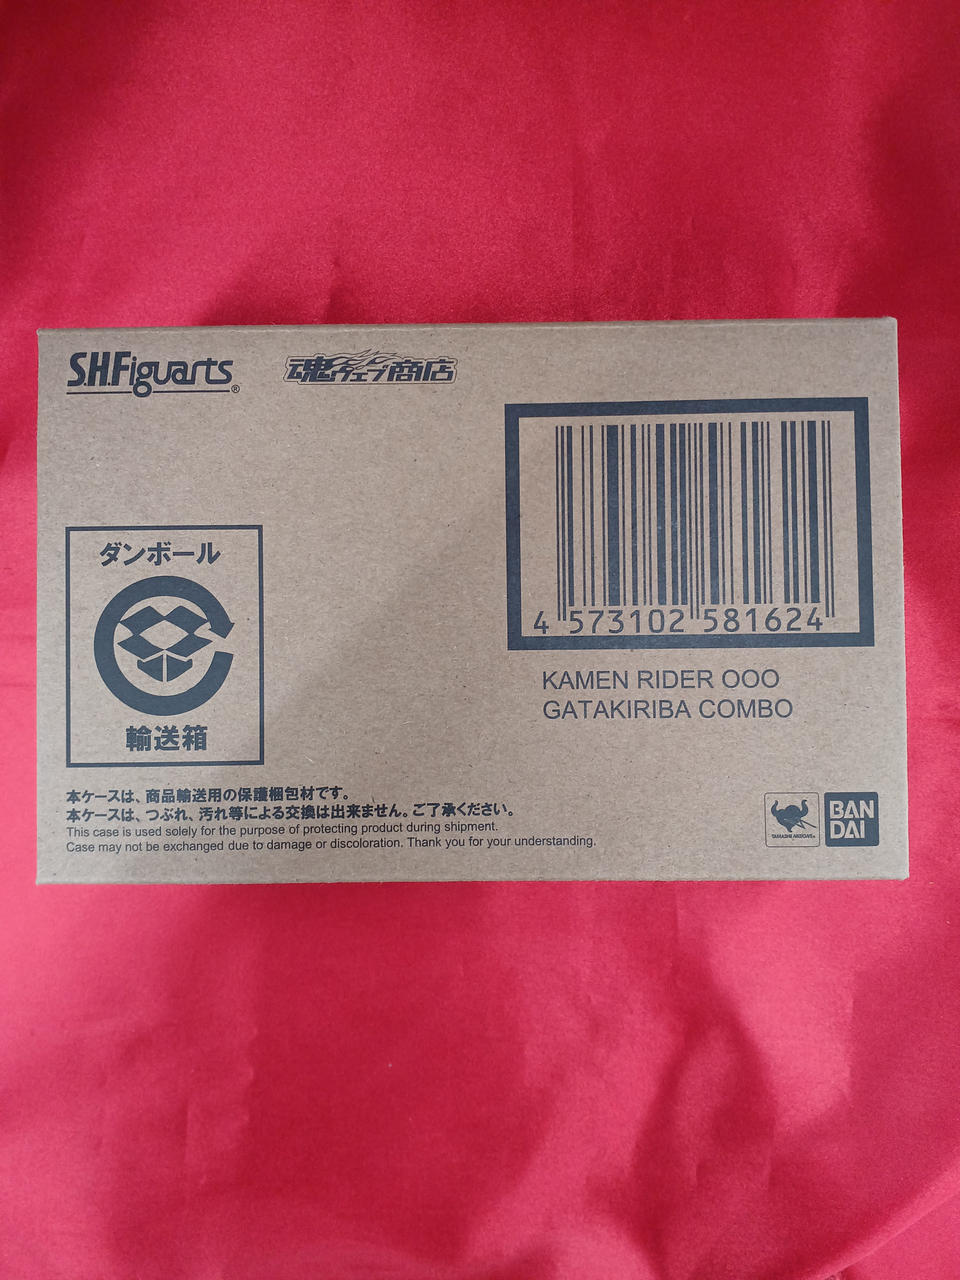 S.H.Figuarts®
魂ウェブ商店
4 573102 581624
KAMEN RIDER OOO
GATAKIRIBA COMBO
ダンボール
輸送箱
本ケースは、商品輸送用の保護梱包材です。
本ケースは、つぶれ、汚れ等による交換は出来ません。ご了承ください。
This case is used solely for the purpose of protecting product during shipment.
Case may not be exchanged due to damage or discoloration. Thank you for your understanding.
TAMASHII NATIONS
BAN
DAI